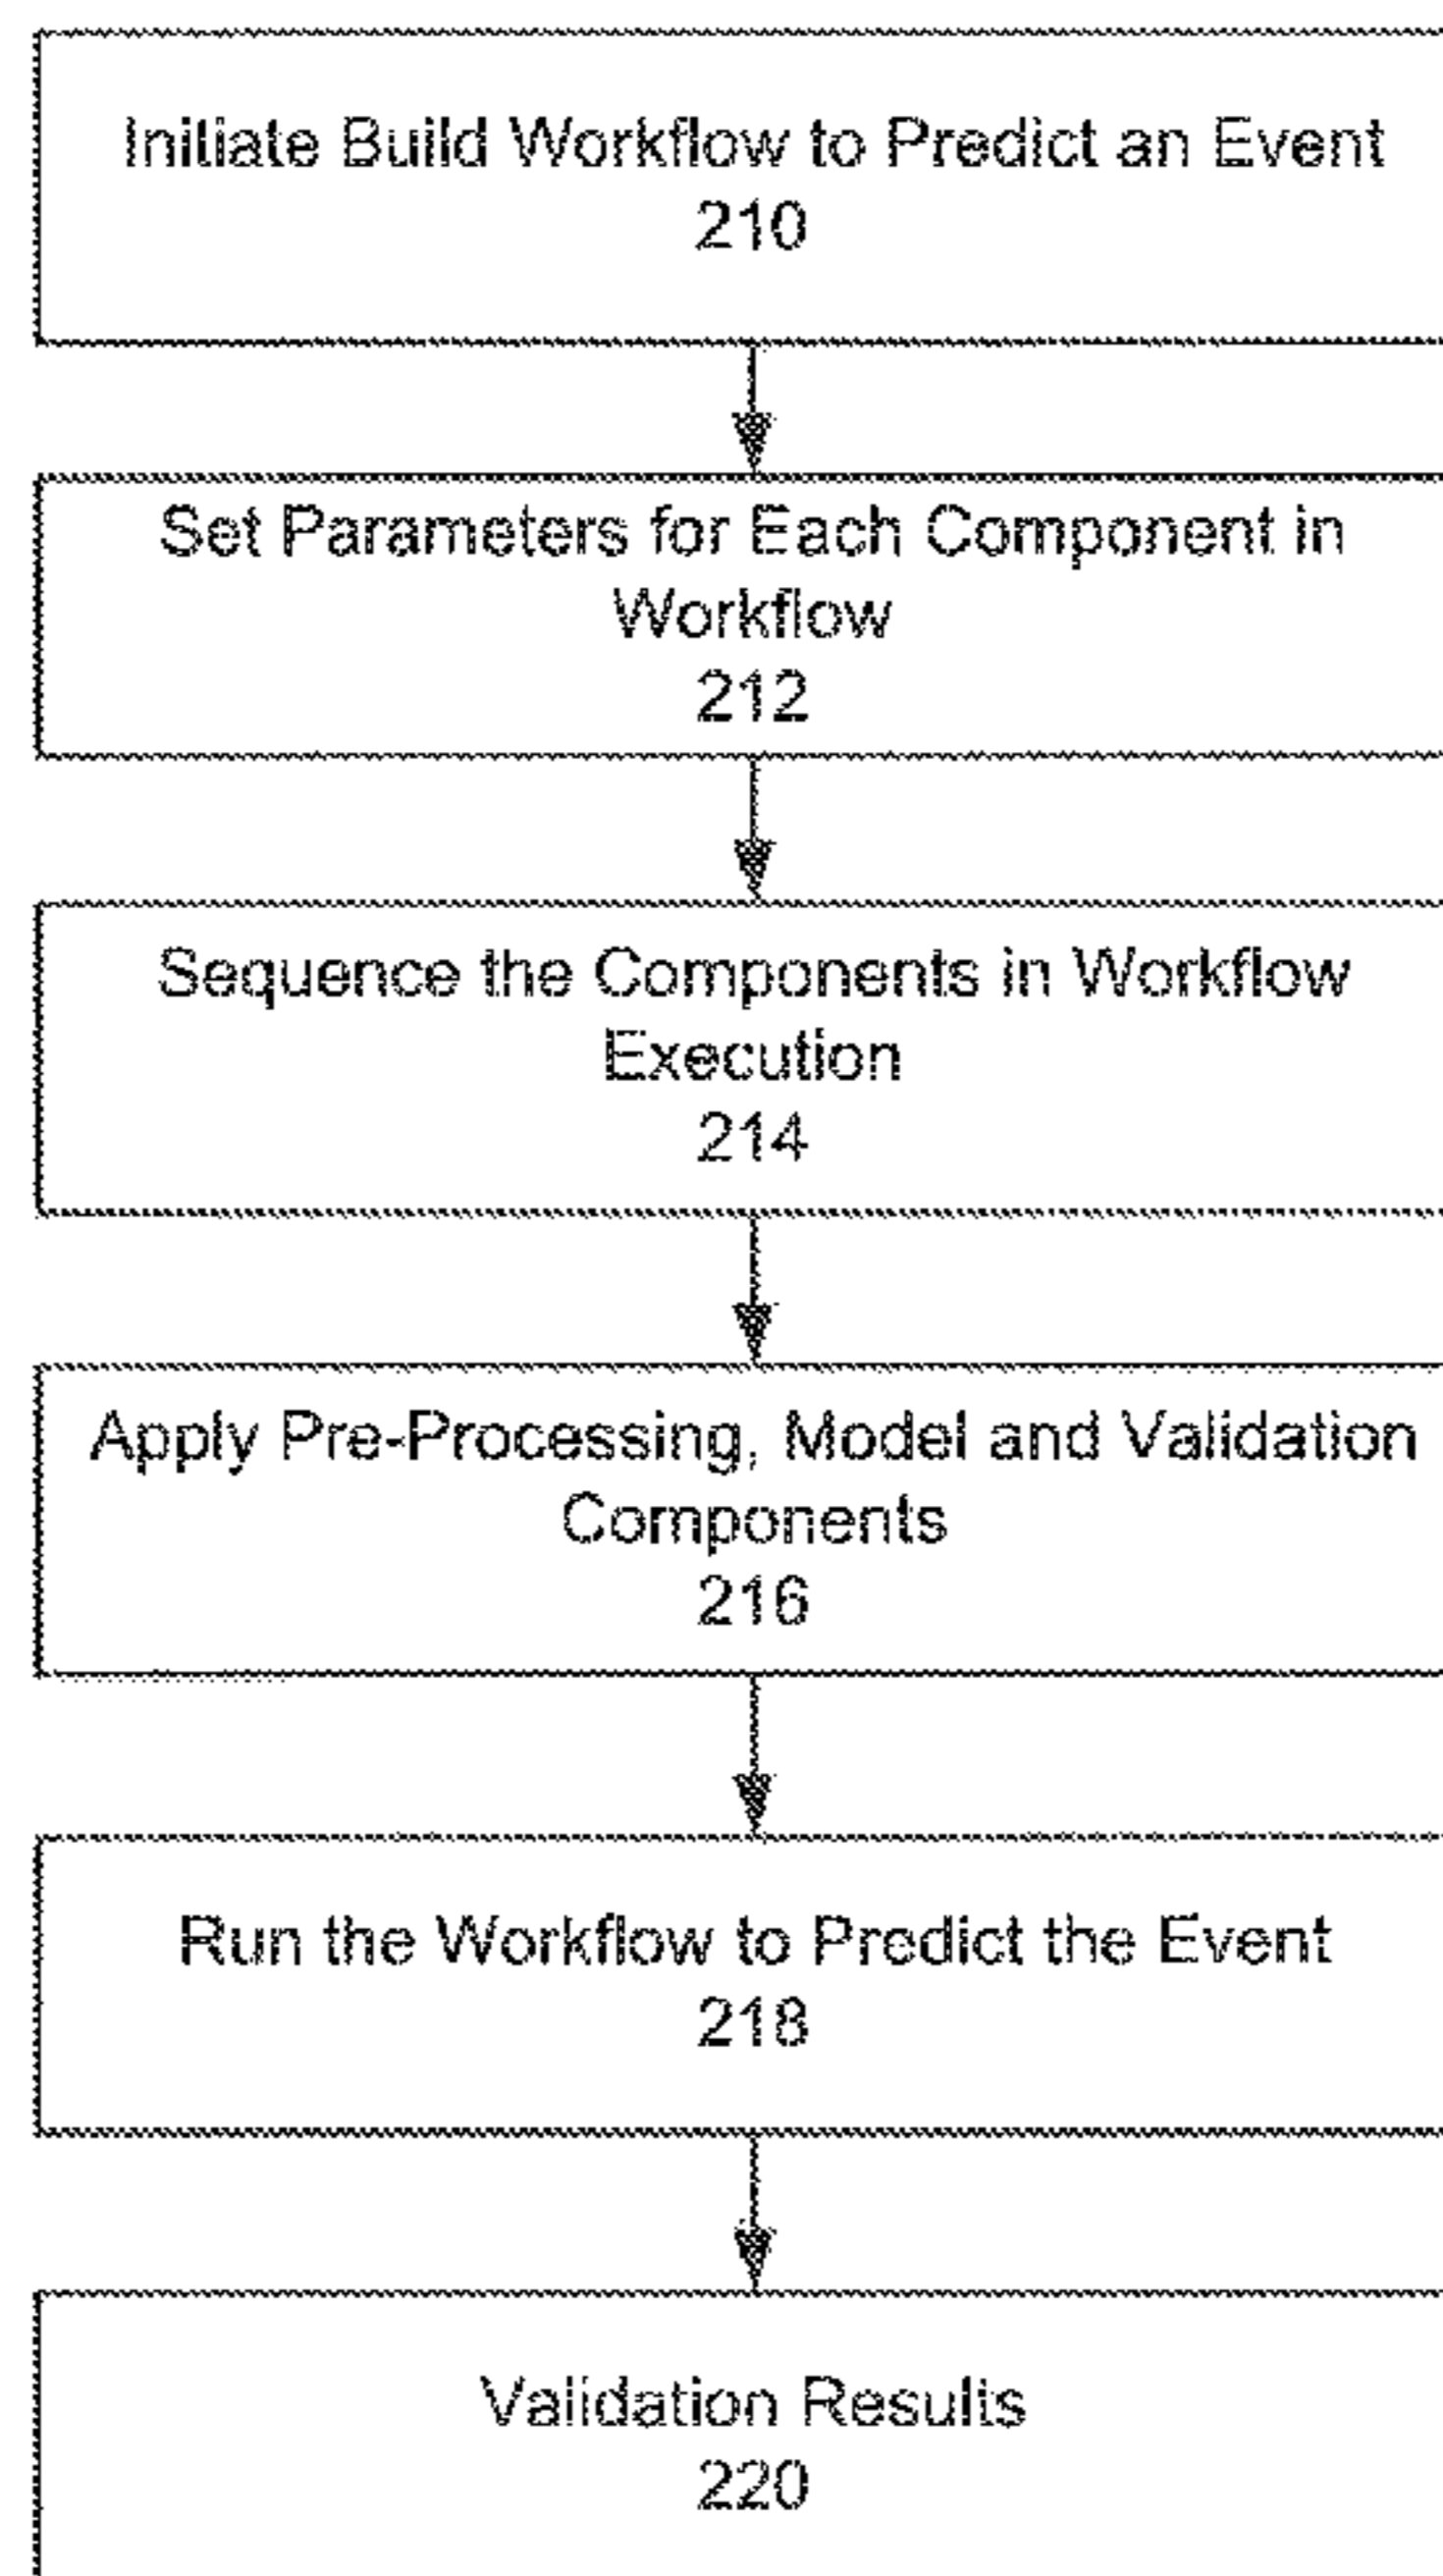 Initiate Build Workflow to Predict an Event
210
Set Parameters for Each Component in
Workflow
212
Sequence the Components in Workflow
Execution
214
Apply Pre-Processing, Model and Validation
Components
216
Run the Workflow to Predict the Event
218
Validation Results
220